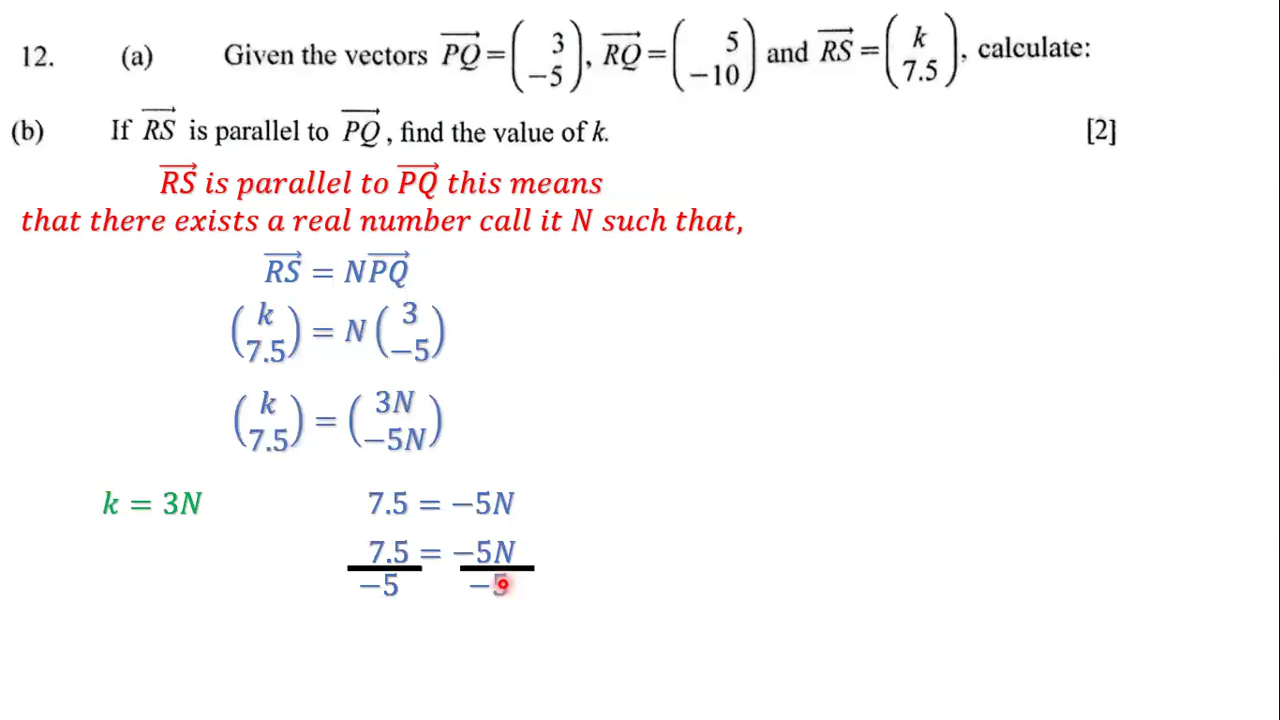 12. (a) Given the vectors PQ⃗ = (3 −5), RQ⃗ = (5 −10) and RS⃗ = (k 7.5), calculate:
(b) If RS⃗ is parallel to PQ⃗, find the value of k. [2]
RS⃗ is parallel to PQ⃗ this means
that there exists a real number call it N such that,
RS⃗ = NPQ⃗
(k 7.5) = N (3 −5)
(k 7.5) = (3N −5N)
k = 3N 7.5 = −5N
7.5 = −5N
−5 −5